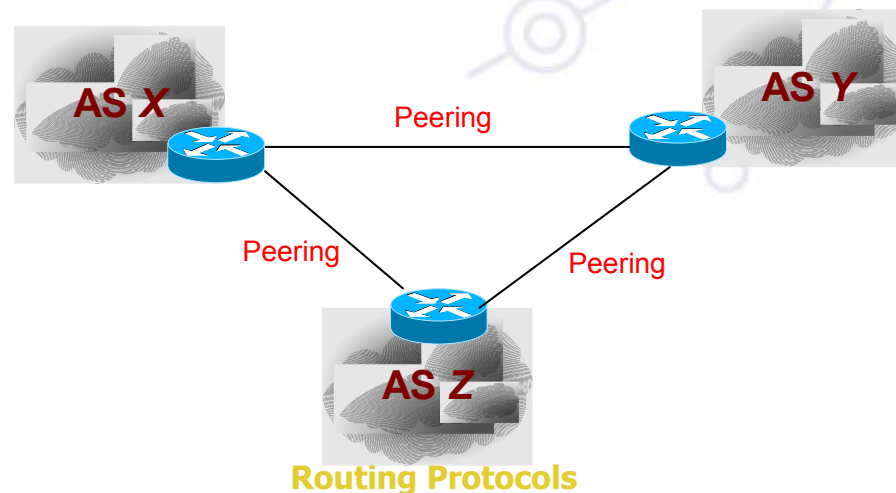 AS X
AS Y
Peering
Peering
Peering
AS Z
Routing Protocols